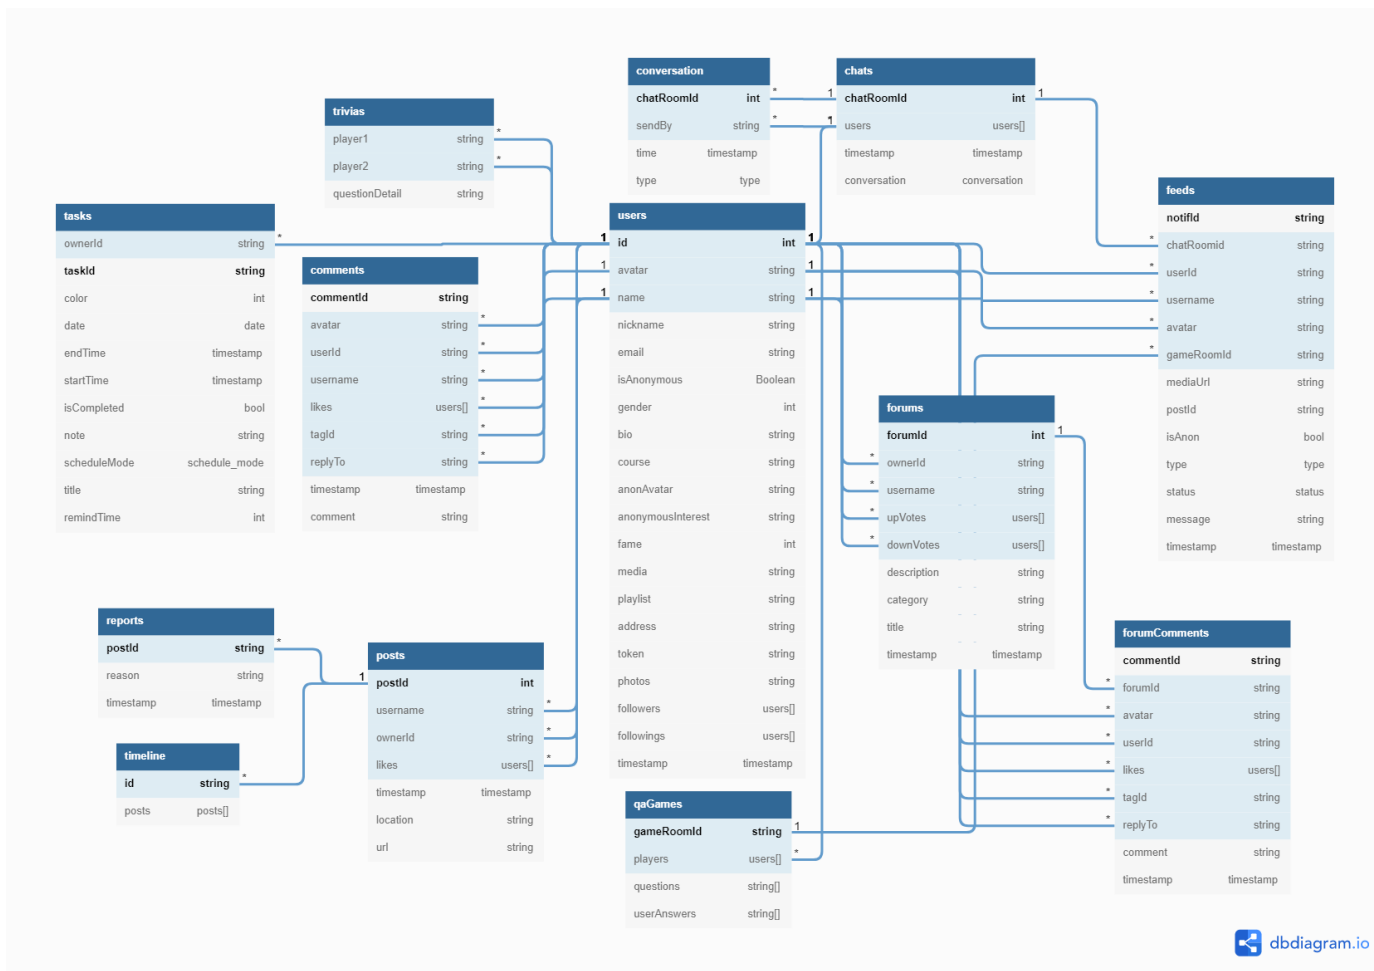 conversation
chatRoomId int
sendBy string
time timestamp
type type
chats
chatRoomId int
users users[]
timestamp timestamp
conversation conversation
trivias
player1 string
player2 string
questionDetail string
feeds
notifId string
chatRoomid string
userId string
username string
avatar string
gameRoomId string
mediaUrl string
postId string
isAnon bool
type type
status status
message string
timestamp timestamp
tasks
ownerId string
taskId string
color int
date date
endTime timestamp
startTime timestamp
isCompleted bool
note string
scheduleMode schedule_mode
title string
remindTime int
comments
commentId string
avatar string
userId string
username string
likes users[]
tagId string
replyTo string
timestamp timestamp
comment string
users
id int
avatar string
name string
nickname string
email string
isAnonymous Boolean
gender int
bio string
course string
anonAvatar string
anonymousInterest string
fame int
media string
playlist string
address string
token string
photos string
followers users[]
followings users[]
timestamp timestamp
forums
forumId int
ownerId string
username string
upVotes users[]
downVotes users[]
description string
category string
title string
timestamp timestamp
reports
postId string
reason string
timestamp timestamp
posts
postId int
username string
ownerId string
likes users[]
timestamp timestamp
location string
url string
timeline
id string
posts posts[]
qaGames
gameRoomId string
players users[]
questions string[]
userAnswers string[]
forumComments
commentId string
forumId string
avatar string
userId string
likes users[]
tagId string
replyTo string
comment string
timestamp timestamp
dbdiagram.io